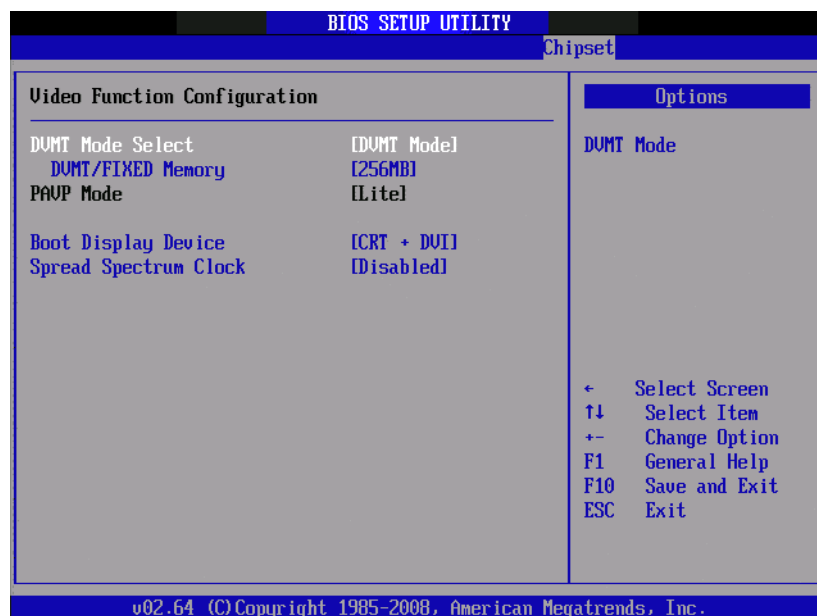 BIOS SETUP UTILITY
Chipset
Video Function Configuration
DVMT Mode Select [DVMT Mode]
DVMT/FIXED Memory [256MB]
PAVP Mode [Lite]
Boot Display Device [CRT + DVI]
Spread Spectrum Clock [Disabled]
Options
DVMT Mode
← Select Screen
↑↓ Select Item
+- Change Option
F1 General Help
F10 Save and Exit
ESC Exit
v02.64 (C)Copyright 1985-2008, American Megatrends, Inc.